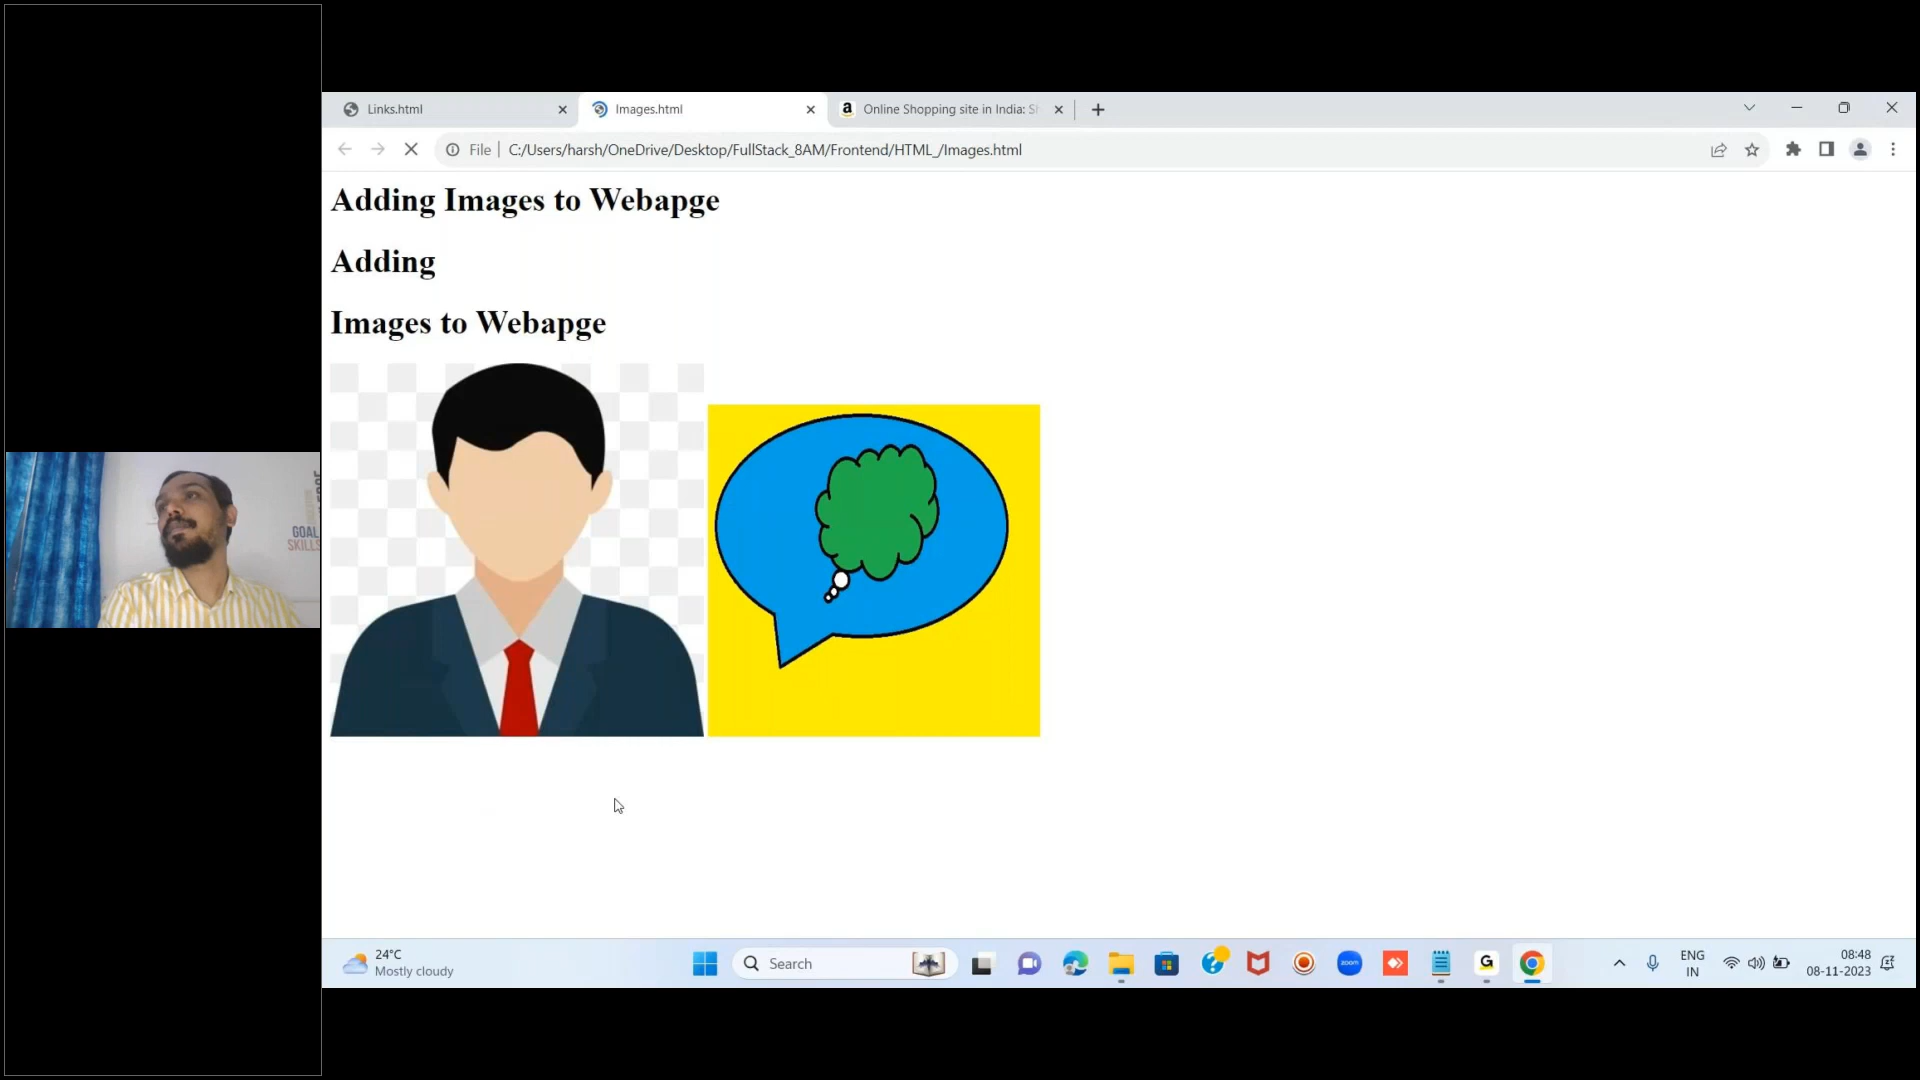 Links.html
Images.html
Online Shopping site in India: Sh
File
C:/Users/harsh/OneDrive/Desktop/FullStack_8AM/Frontend/HTML_/Images.html
Adding Images to Webapge
Adding
Images to Webapge
GOAL
SKILLS
24°C
Mostly cloudy
Search
zoom
ENG
IN
08:48
08-11-2023